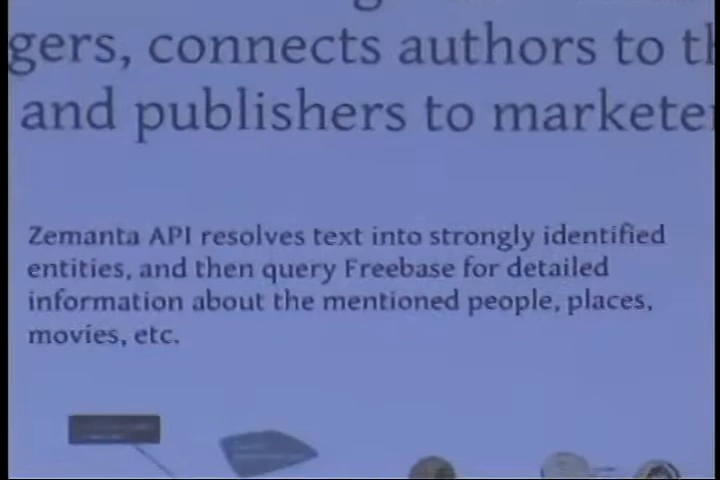 gers, connects authors to th
and publishers to marketer
Zemanta API resolves text into strongly identified
entities, and then query Freebase for detailed
information about the mentioned people, places,
movies, etc.